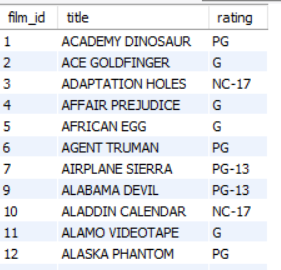 film_id title rating
1 ACADEMY DINOSAUR PG
2 ACE GOLDFINGER G
3 ADAPTATION HOLES NC-17
4 AFFAIR PREJUDICE G
5 AFRICAN EGG G
6 AGENT TRUMAN PG
7 AIRPLANE SIERRA PG-13
9 ALABAMA DEVIL PG-13
10 ALADDIN CALENDAR NC-17
11 ALAMO VIDEOTAPE G
12 ALASKA PHANTOM PG